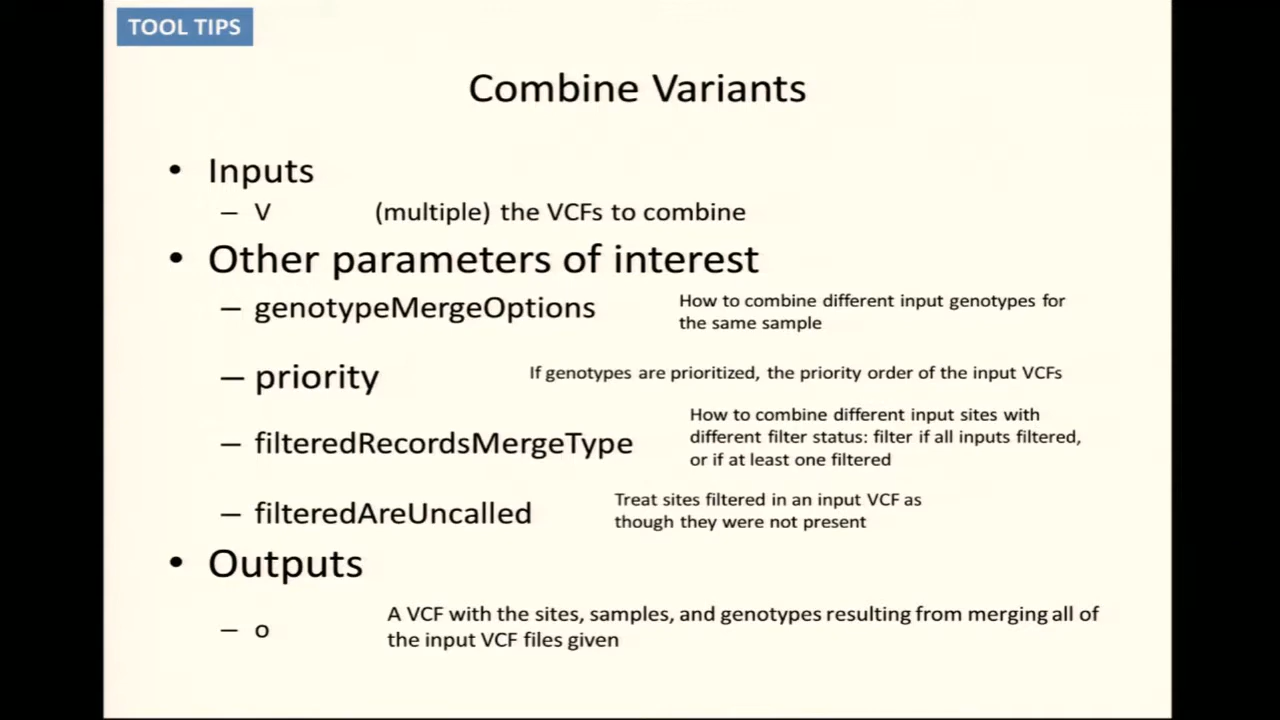 TOOL TIPS
Combine Variants
• Inputs
– V (multiple) the VCFs to combine
• Other parameters of interest
– genotypeMergeOptions How to combine different input genotypes for
the same sample
– priority If genotypes are prioritized, the priority order of the input VCFs
– filteredRecordsMergeType How to combine different input sites with
different filter status: filter if all inputs filtered,
or if at least one filtered
– filteredAreUncalled Treat sites filtered in an input VCF as
though they were not present
• Outputs
– o A VCF with the sites, samples, and genotypes resulting from merging all of
the input VCF files given